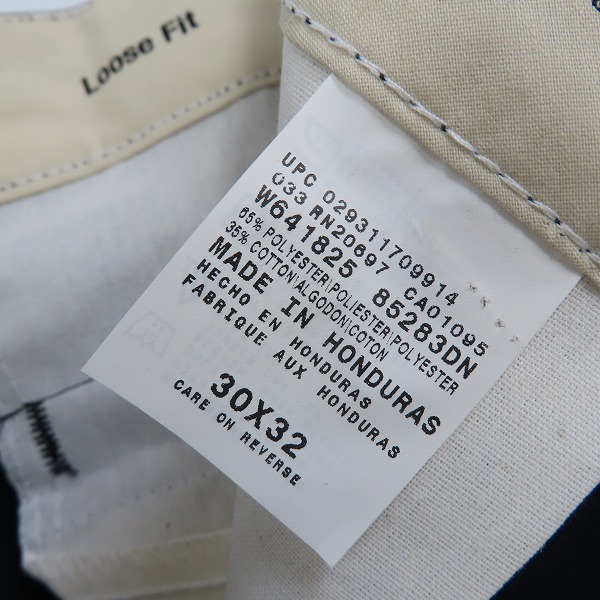 Loose Fit
UPC 029311709914
033 RN20697 CA01095
W641825 85283DN
65% POLYESTER\POLIESTER\POLYESTER
35% COTTON\ALGODON\COTON
MADE IN HONDURAS
HECHO EN HONDURAS
FABRIQUE AUX HONDURAS
30X32
CARE ON REVERSE